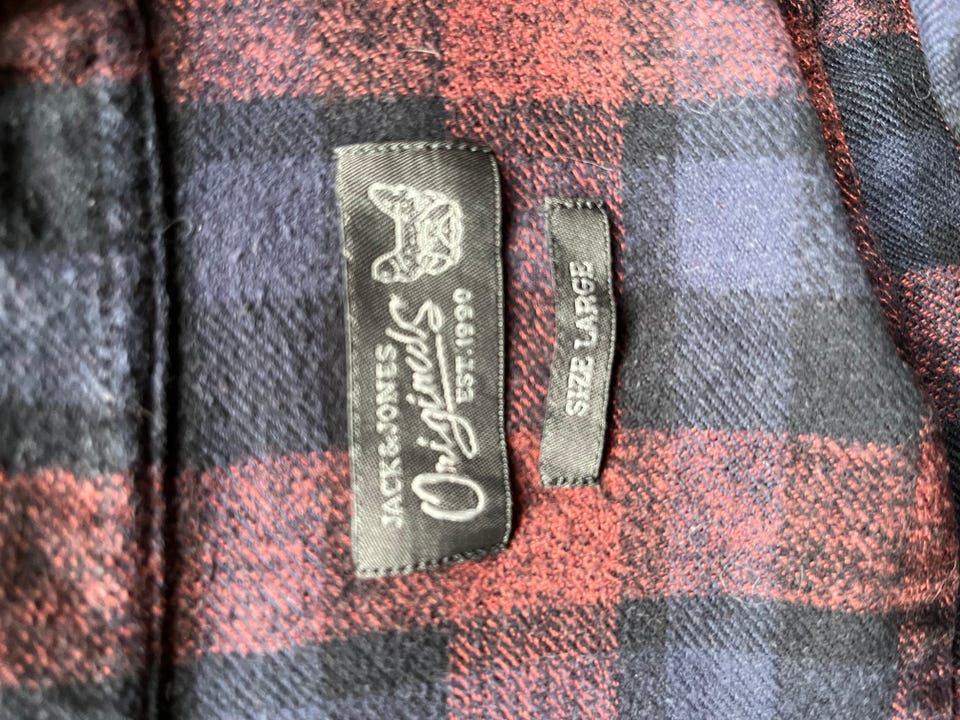 JACK&JONES
Originals
EST.1990
SIZE LARGE